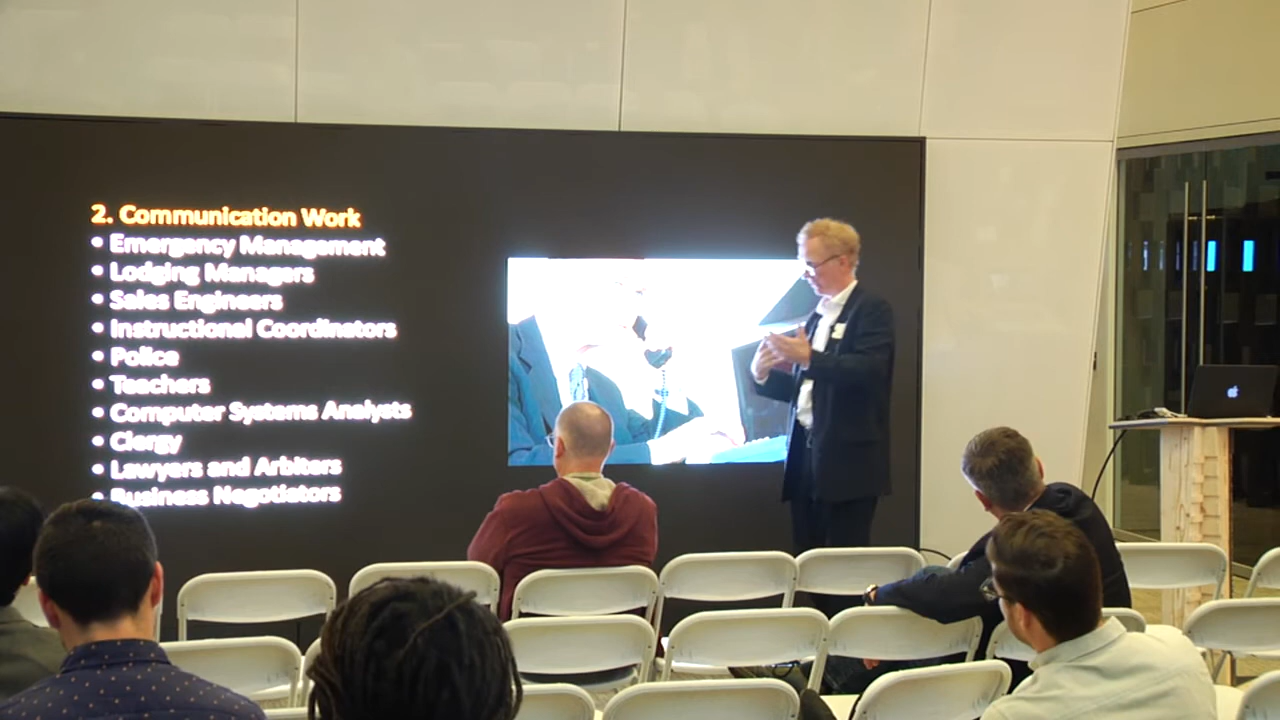 2. Communication Work
• Emergency Management
• Lodging Managers
• Sales Engineers
• Instructional Coordinators
• Police
• Teachers
• Computer Systems Analysts
• Clergy
• Lawyers and Arbiters
• Business Negotiators